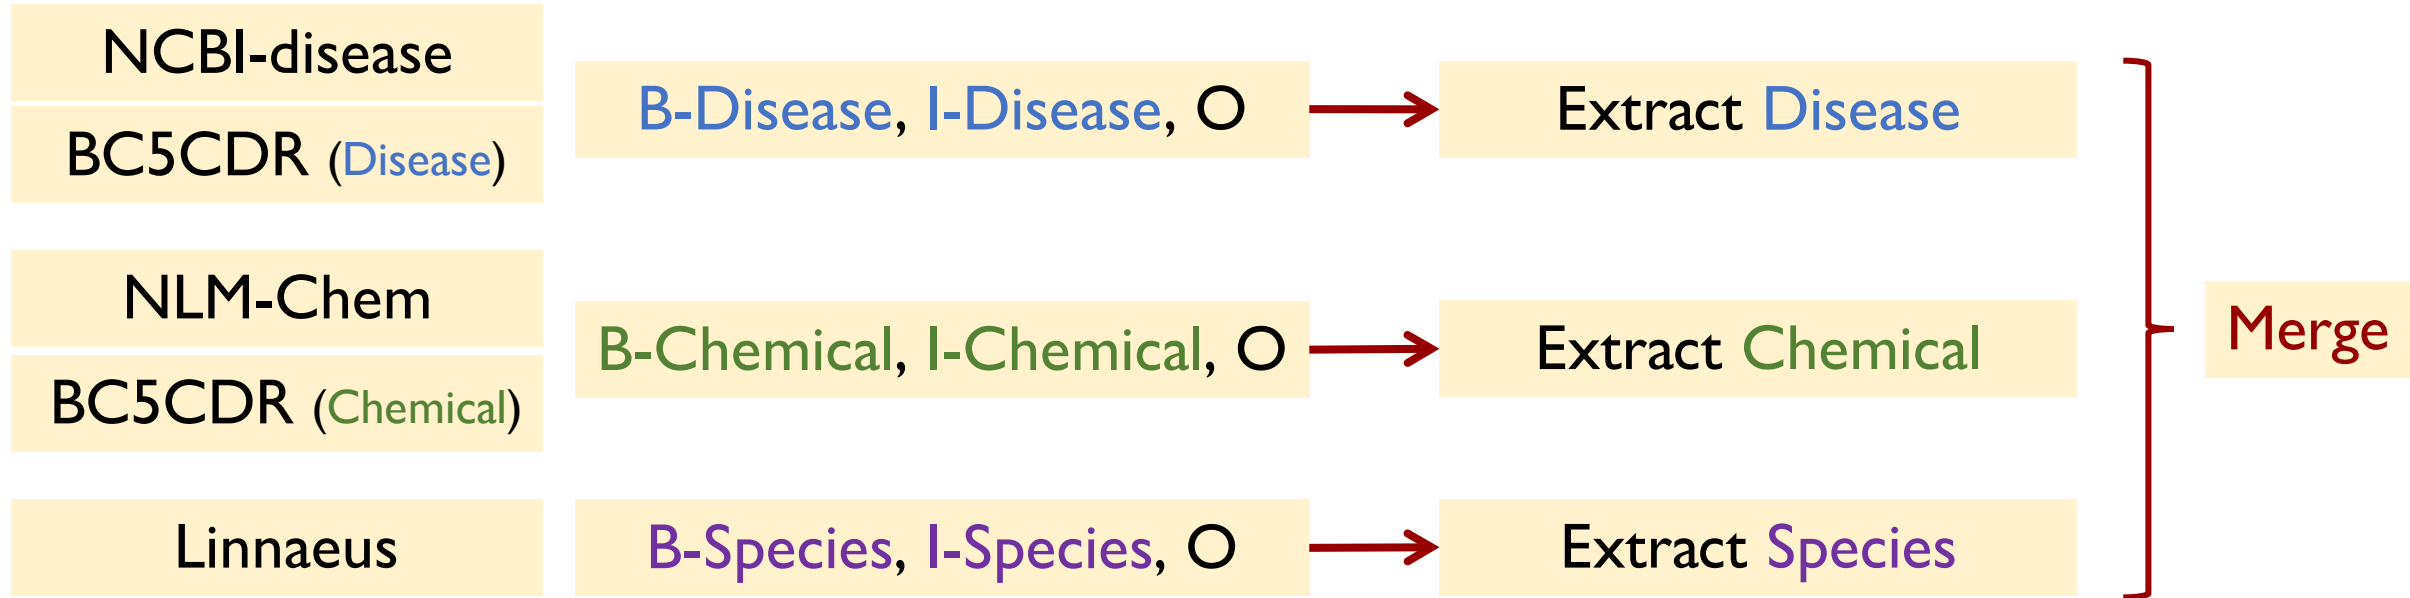 NCBI-disease
BC5CDR (Disease)
B-Disease, I-Disease, O
Extract Disease
NLM-Chem
BC5CDR (Chemical)
B-Chemical, I-Chemical, O
Extract Chemical
Linnaeus
B-Species, I-Species, O
Extract Species
Merge